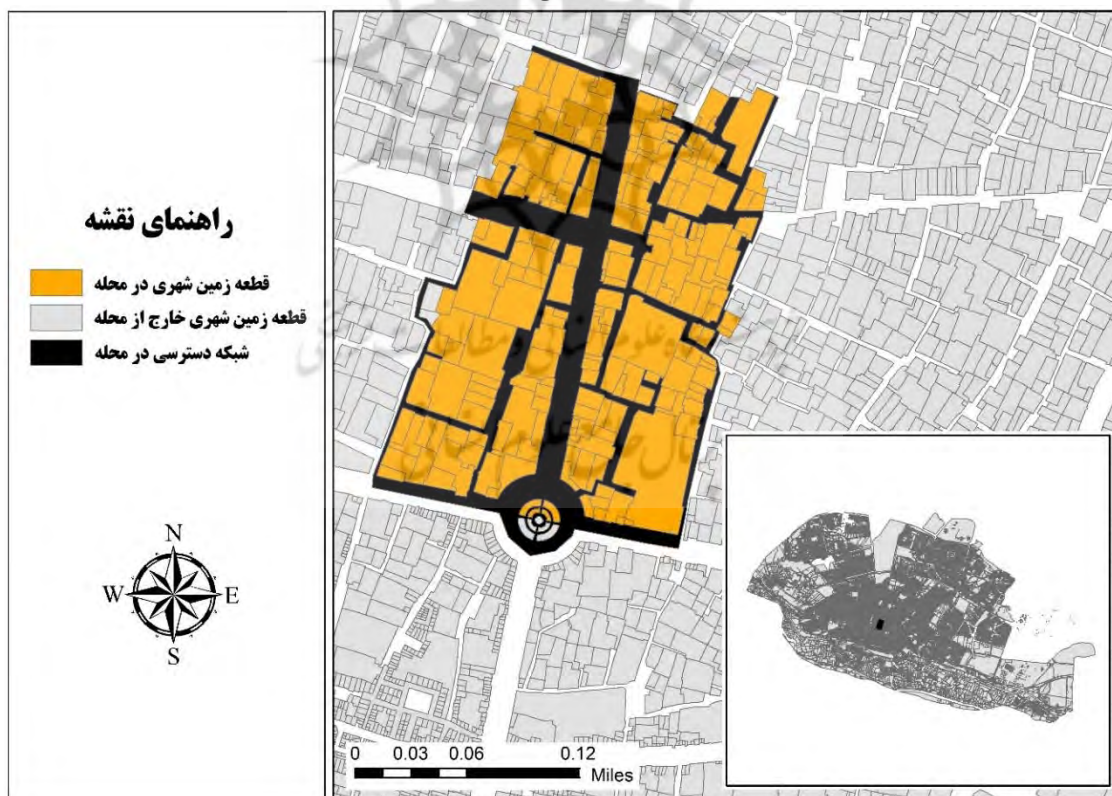 راهنمای نقشه
قطعه زمین شهری در محله
قطعه زمین شهری خارج از محله
شبکه دسترسی در محله
N
W E
S
0 0.03 0.06 0.12
Miles